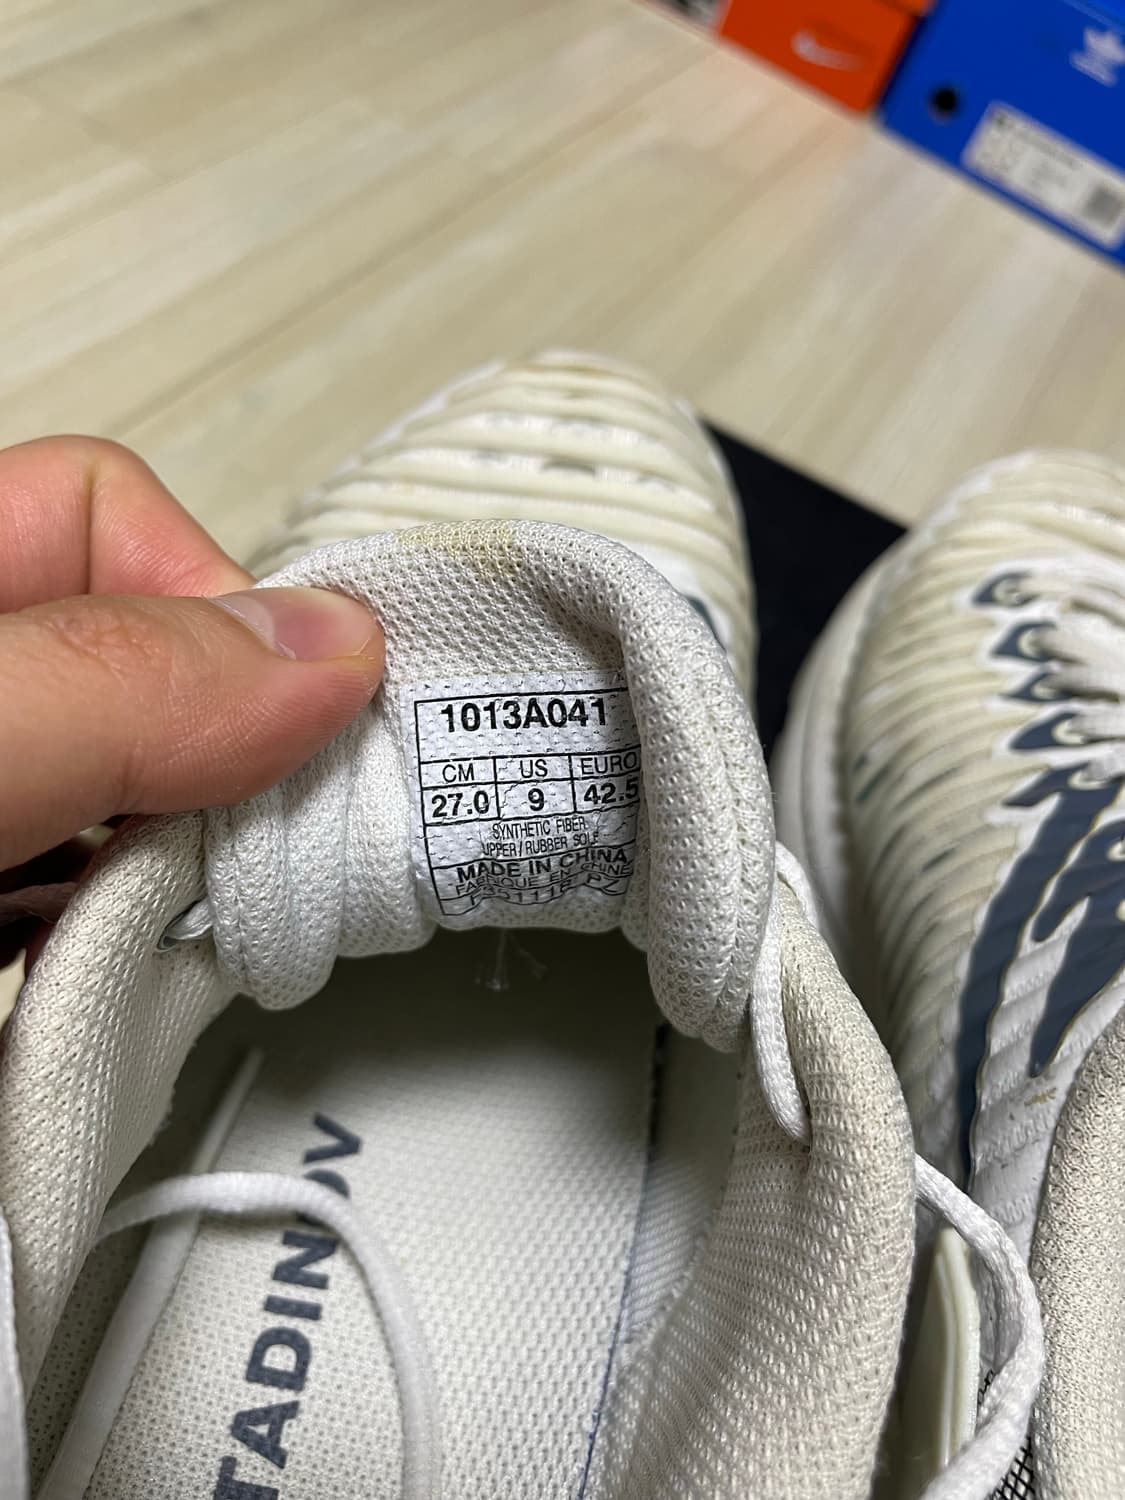 1013A041
CM US EURO
27.0 9 42.5
SYNTHETIC FIBER
UPPER / RUBBER SOLE
MADE IN CHINA
FABRIQUE EN CHINE
TADINOV